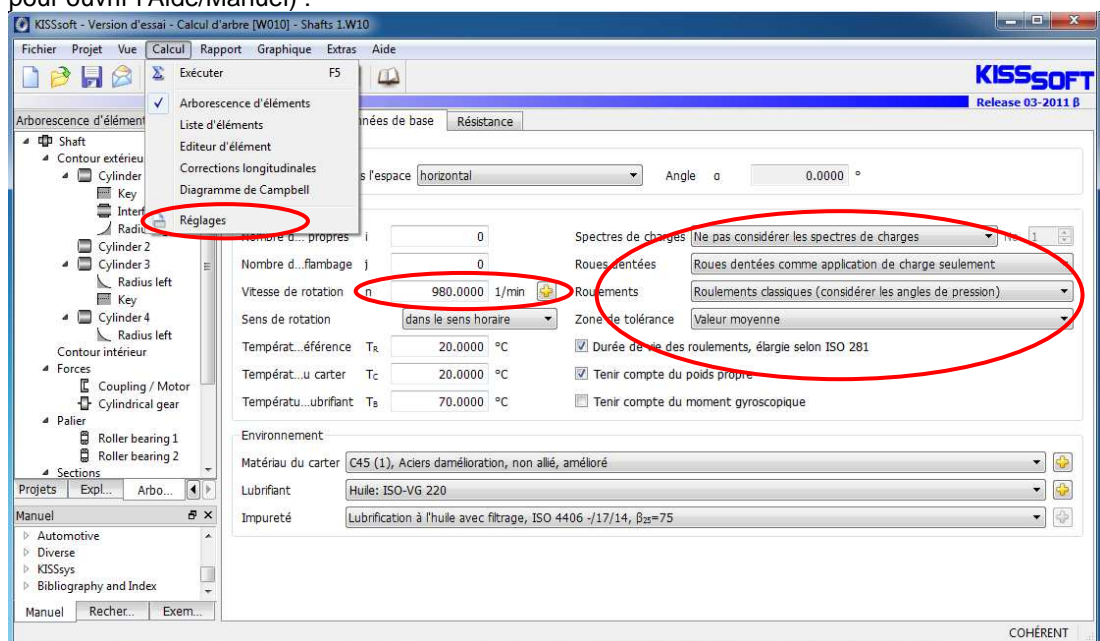 pour ouvrir l'Aide/Manuel) :
KISSsoft - Version d'essai - Calcul d'arbre [W010] - Shafts 1.W10
Fichier Projet Vue Calcul Rapport Graphique Extras Aide
Σ Exécuter F5
KISSsoft
Release 03-2011 β
✓ Arborescence d'éléments
Liste d'éléments
Editeur d'élément
Corrections longitudinales
Diagramme de Campbell
Réglages
Arborescence d'élémen
nnées de base Résistance
Shaft
Contour extérieu
Cylinder
Key
Interf
Radiu
Cylinder 2
Cylinder 3
Radius left
Key
Cylinder 4
Radius left
Contour intérieur
Forces
Coupling / Motor
Cylindrical gear
Palier
Roller bearing 1
Roller bearing 2
Sections
Projets Expl... Arbo...
Manuel
Automotive
Diverse
KISSsys
Bibliography and Index
Manuel Recher... Exem...
s l'espace horizontal Angle α 0.0000 °
Nombre d... propres i 0 Spectres de charges Ne pas considérer les spectres de charges No. 1
Nombre d...flambage j 0 Roues dentées Roues dentées comme application de charge seulement
Vitesse de rotation n 980.0000 1/min Roulements Roulements classiques (considérer les angles de pression)
Sens de rotation dans le sens horaire Zone de tolérance Valeur moyenne
Températ...éférence TR 20.0000 °C Durée de vie des roulements, élargie selon ISO 281
Températ...u carter TC 20.0000 °C Tenir compte du poids propre
Températu...ubrifiant TB 70.0000 °C Tenir compte du moment gyroscopique
Environnement
Matériau du carter C45 (1), Aciers damélioration, non allié, amélioré
Lubrifiant Huile: ISO-VG 220
Impureté Lubrification à l'huile avec filtrage, ISO 4406 -/17/14, β25=75
COHÉRENT